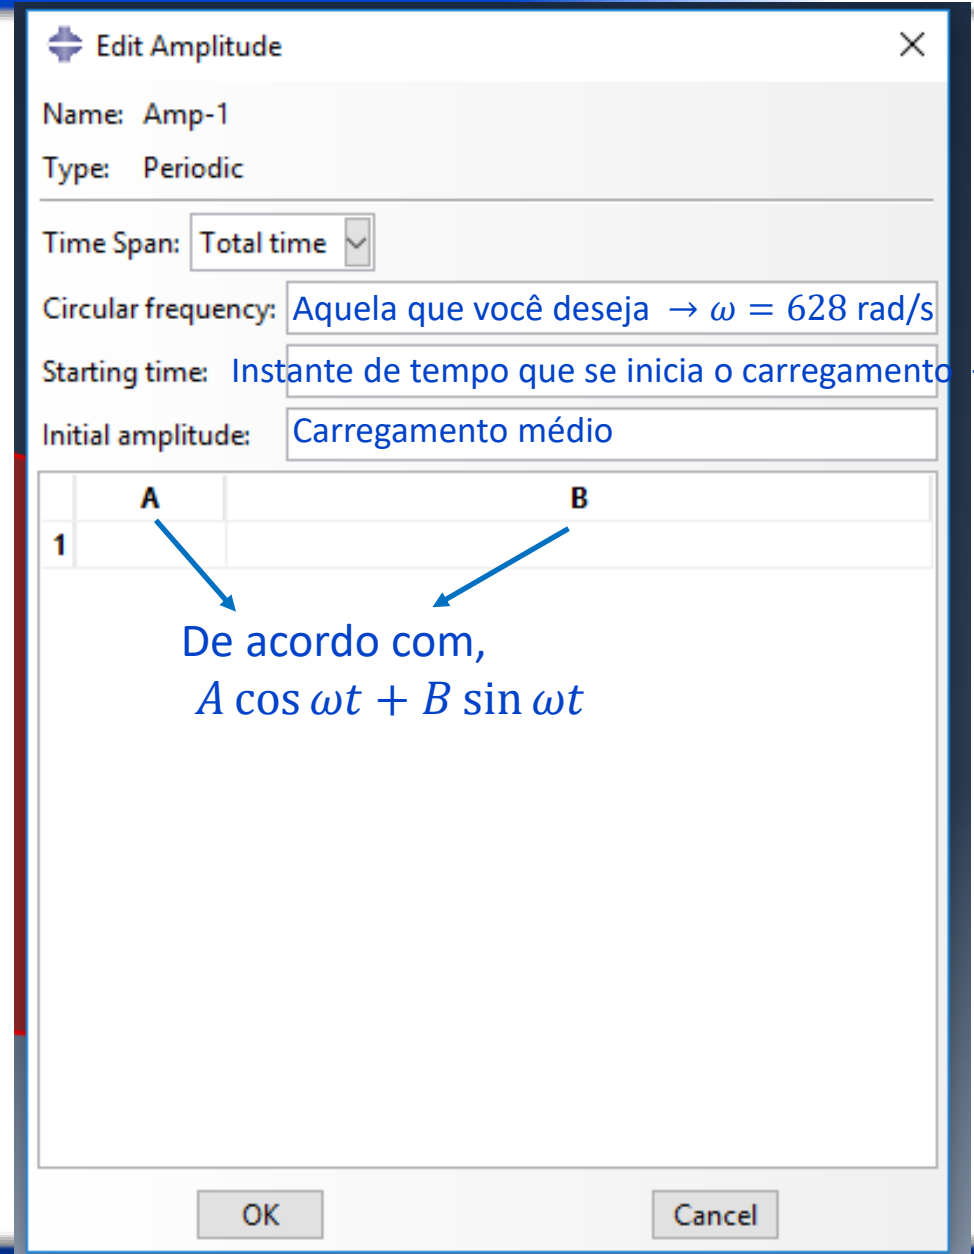 Edit Amplitude
Name: Amp-1
Type: Periodic
Time Span: Total time
Circular frequency: Aquela que você deseja → ω = 628 rad/s
Starting time: Instante de tempo que se inicia o carregamento
Initial amplitude: Carregamento médio
A B
1
De acordo com,
A cos ωt + B sin ωt
OK Cancel